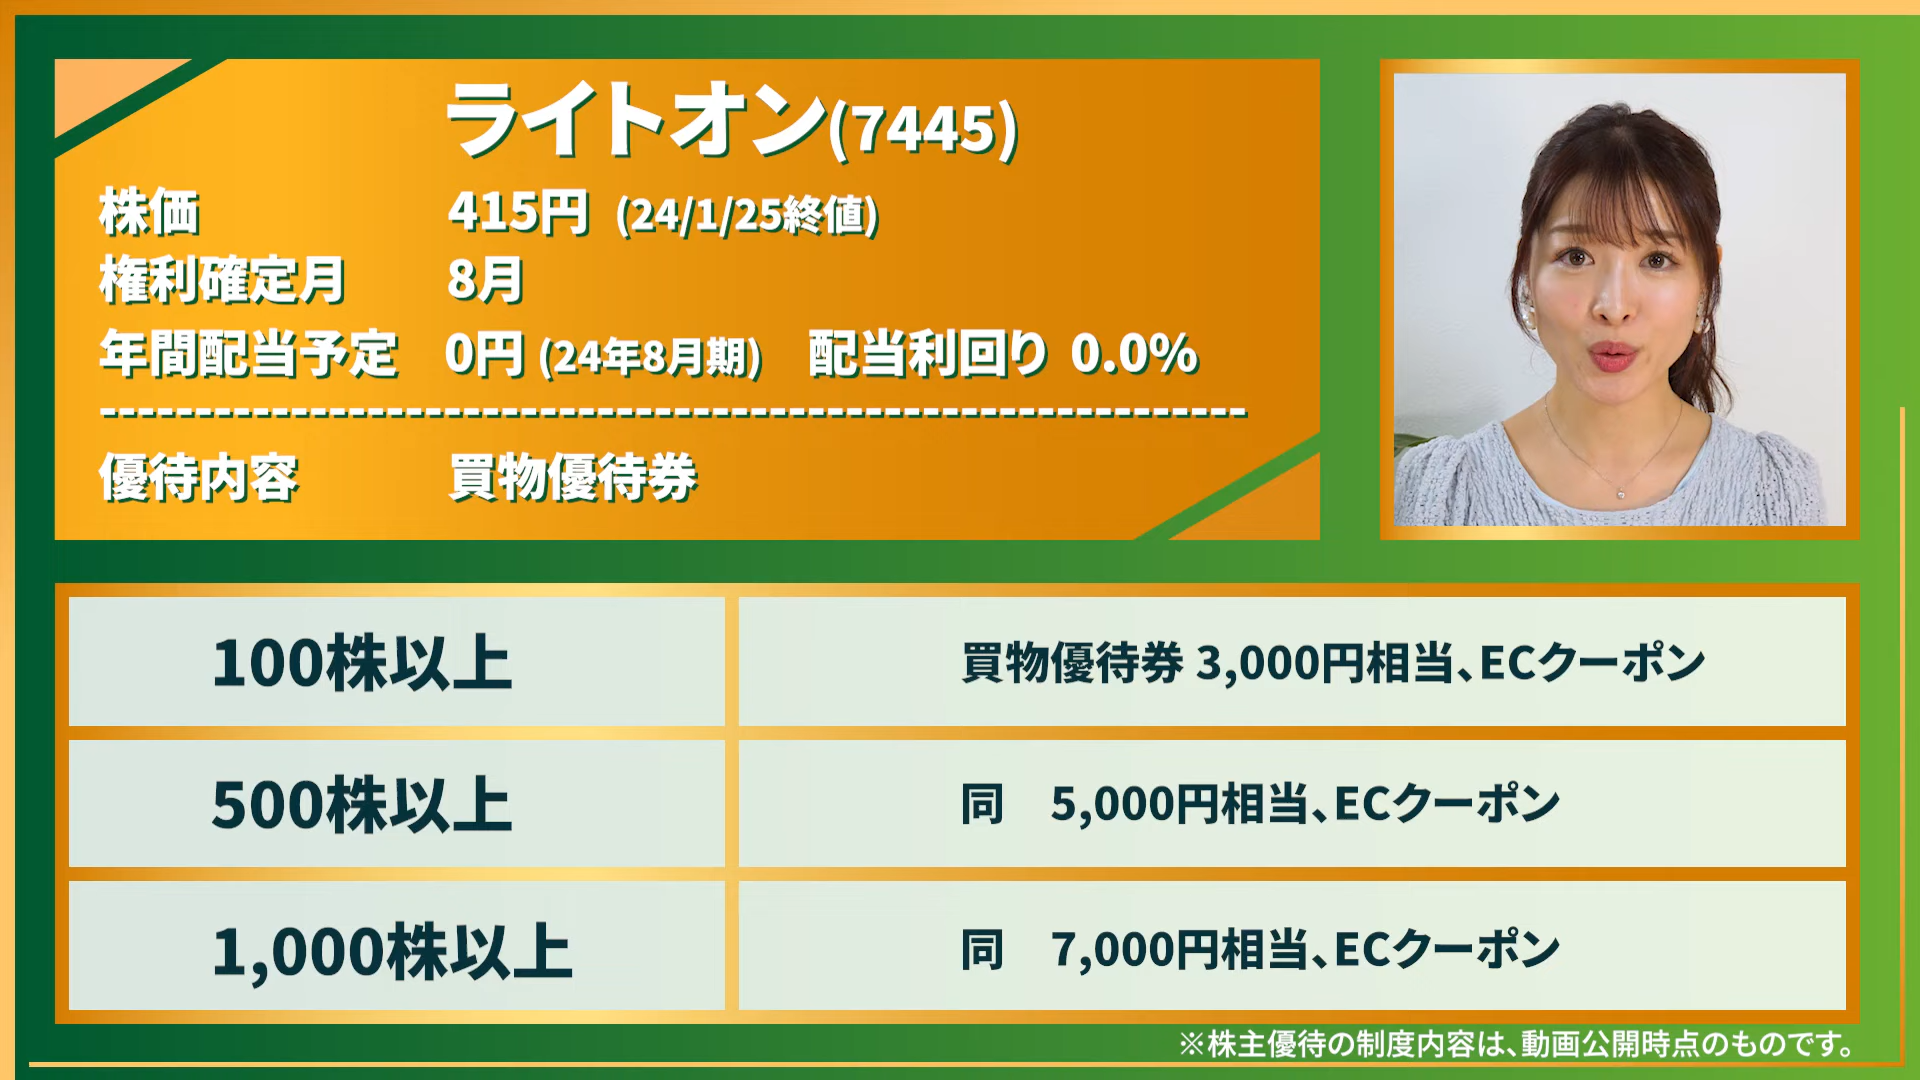 ライトオン(7445)
株価 415円 (24/1/25終値)
権利確定月 8月
年間配当予定 0円 (24年8月期) 配当利回り 0.0%
優待内容 買物優待券
100株以上 買物優待券 3,000円相当、ECクーポン
500株以上 同 5,000円相当、ECクーポン
1,000株以上 同 7,000円相当、ECクーポン
※株主優待の制度内容は、動画公開時点のものです。